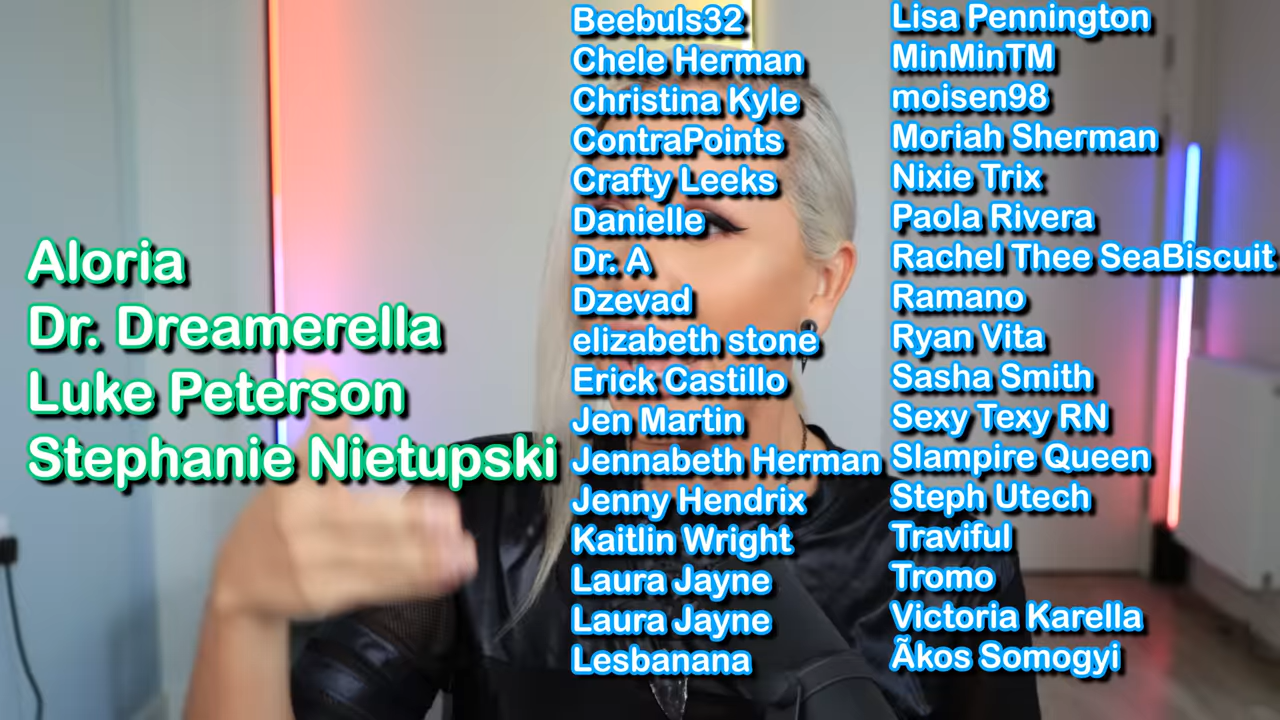 Aloria
Dr. Dreamerella
Luke Peterson
Stephanie Nietupski
Beebuls32
Chele Herman
Christina Kyle
ContraPoints
Crafty Leeks
Danielle
Dr. A
Dzevad
elizabeth stone
Erick Castillo
Jen Martin
Jennabeth Herman
Jenny Hendrix
Kaitlin Wright
Laura Jayne
Laura Jayne
Lesbanana
Lisa Pennington
MinMinTM
moisen98
Moriah Sherman
Nixie Trix
Paola Rivera
Rachel Thee SeaBiscuit
Ramano
Ryan Vita
Sasha Smith
Sexy Texy RN
Slampire Queen
Steph Utech
Traviful
Tromo
Victoria Karella
Ãkos Somogyi